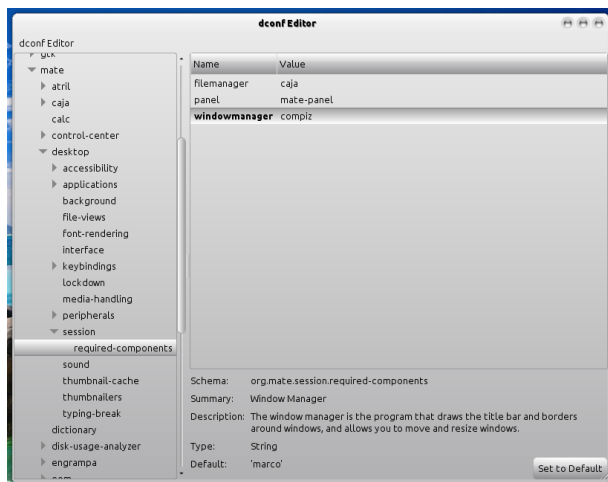 dconf Editor
dconf Editor
gtk
mate
atril
caja
calc
control-center
desktop
accessibility
applications
background
file-views
font-rendering
interface
keybindings
lockdown
media-handling
peripherals
session
required-components
sound
thumbnail-cache
thumbnailers
typing-break
dictionary
disk-usage-analyzer
engrampa
Name Value
filemanager caja
panel mate-panel
windowmanager compiz
Schema: org.mate.session.required-components
Summary: Window Manager
Description: The window manager is the program that draws the title bar and borders
around windows, and allows you to move and resize windows.
Type: String
Default: 'marco'
Set to Default